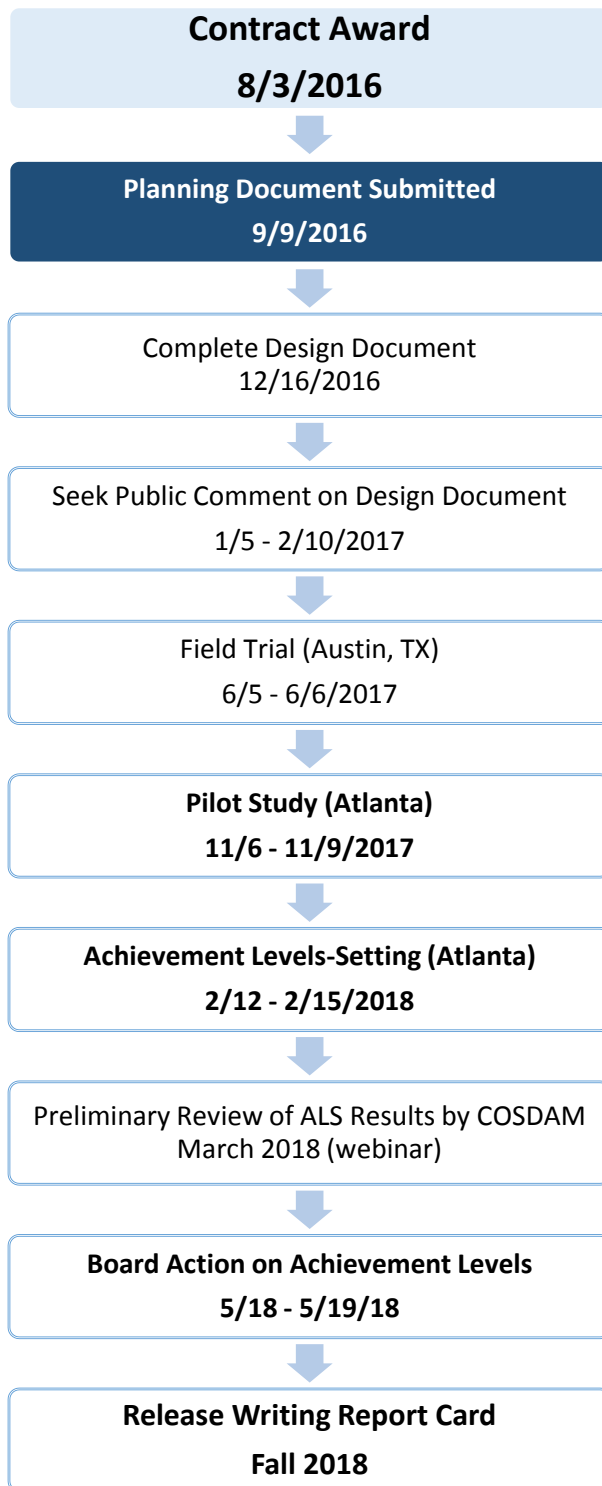 Contract Award
8/3/2016
Planning Document Submitted
9/9/2016
Complete Design Document
12/16/2016
Seek Public Comment on Design Document
1/5 - 2/10/2017
Field Trial (Austin, TX)
6/5 - 6/6/2017
Pilot Study (Atlanta)
11/6 - 11/9/2017
Achievement Levels-Setting (Atlanta)
2/12 - 2/15/2018
Preliminary Review of ALS Results by COSDAM
March 2018 (webinar)
Board Action on Achievement Levels
5/18 - 5/19/18
Release Writing Report Card
Fall 2018